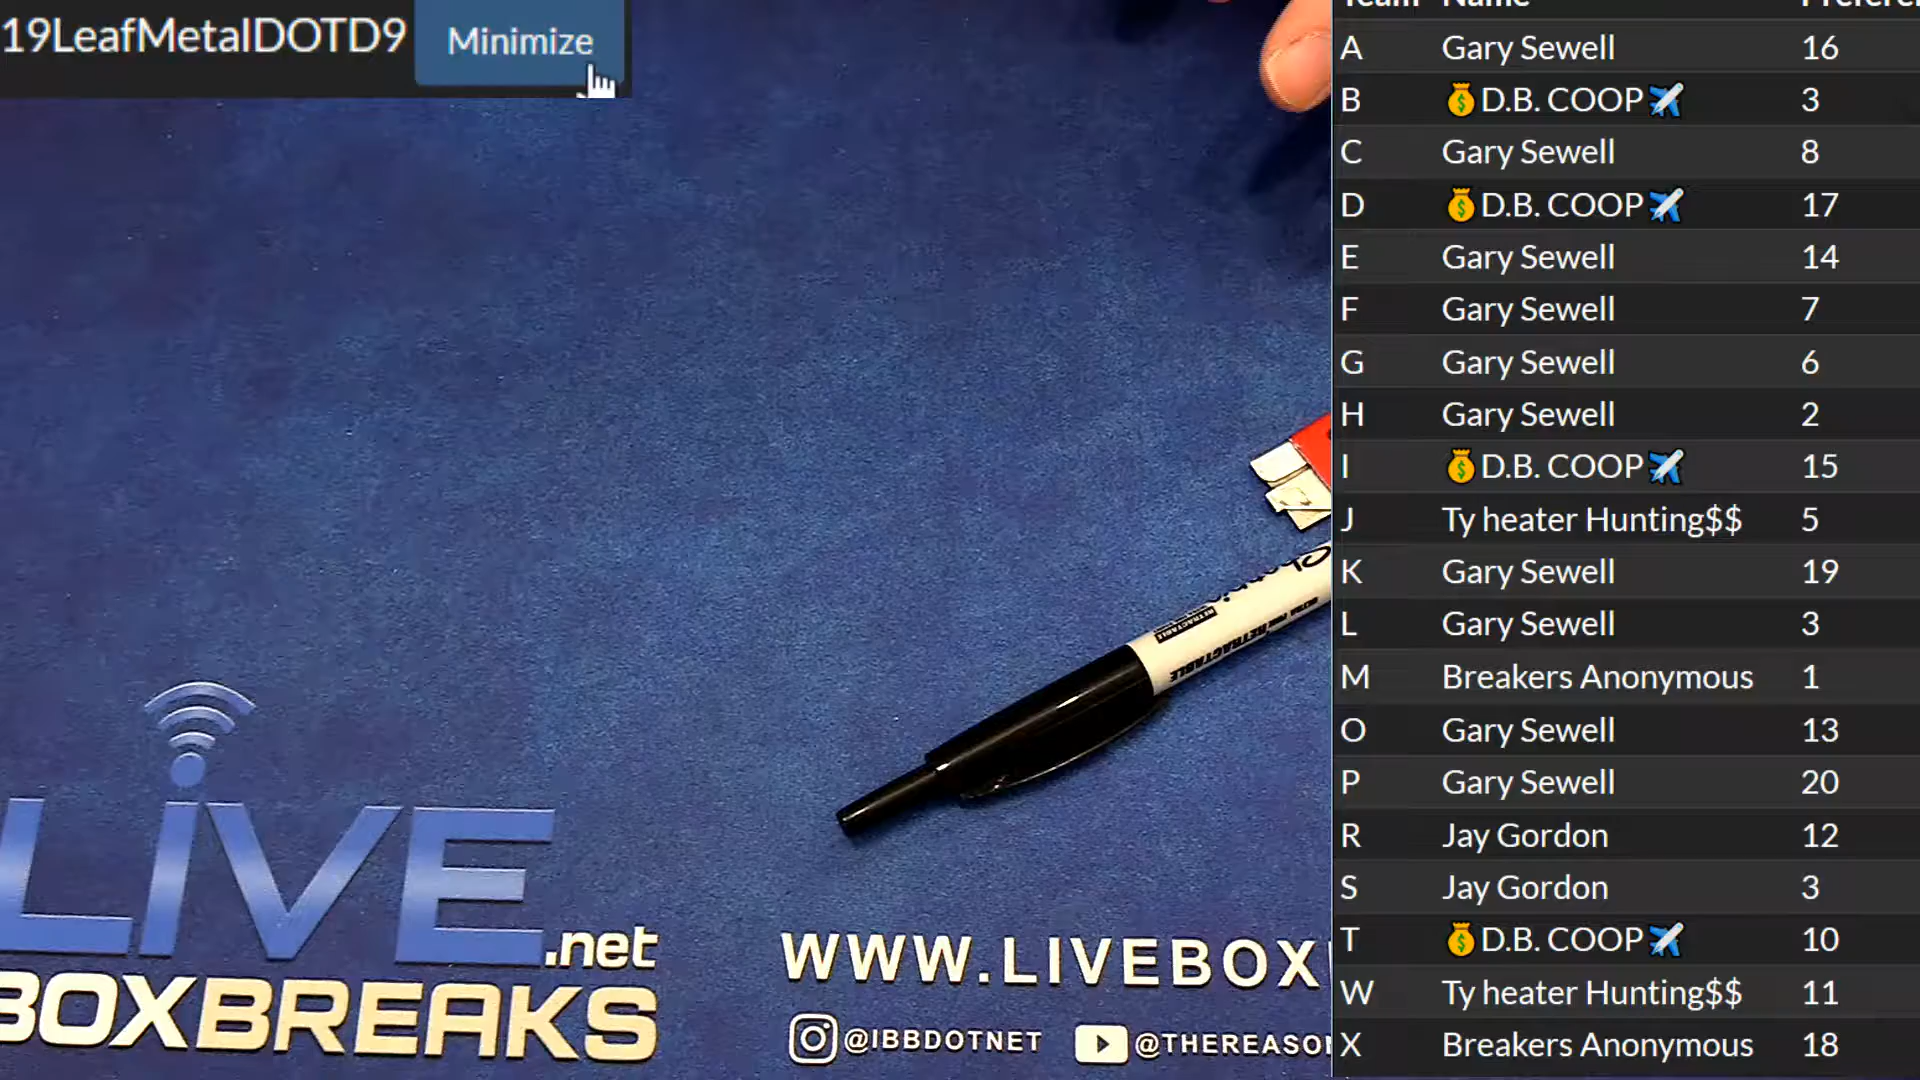 19LeafMetalDOTD9 Minimize
Team Name
A Gary Sewell 16
B 💰D.B. COOP✈️ 3
C Gary Sewell 8
D 💰D.B. COOP✈️ 17
E Gary Sewell 14
F Gary Sewell 7
G Gary Sewell 6
H Gary Sewell 2
I 💰D.B. COOP✈️ 15
J Ty heater Hunting$$ 5
K Gary Sewell 19
L Gary Sewell 3
M Breakers Anonymous 1
O Gary Sewell 13
P Gary Sewell 20
R Jay Gordon 12
S Jay Gordon 3
T 💰D.B. COOP✈️ 10
W Ty heater Hunting$$ 11
X Breakers Anonymous 18
RETRACTABLE
LIVE.net
BOXBREAKS
WWW.LIVEBOX
@IBBDOTNET @THEREASO